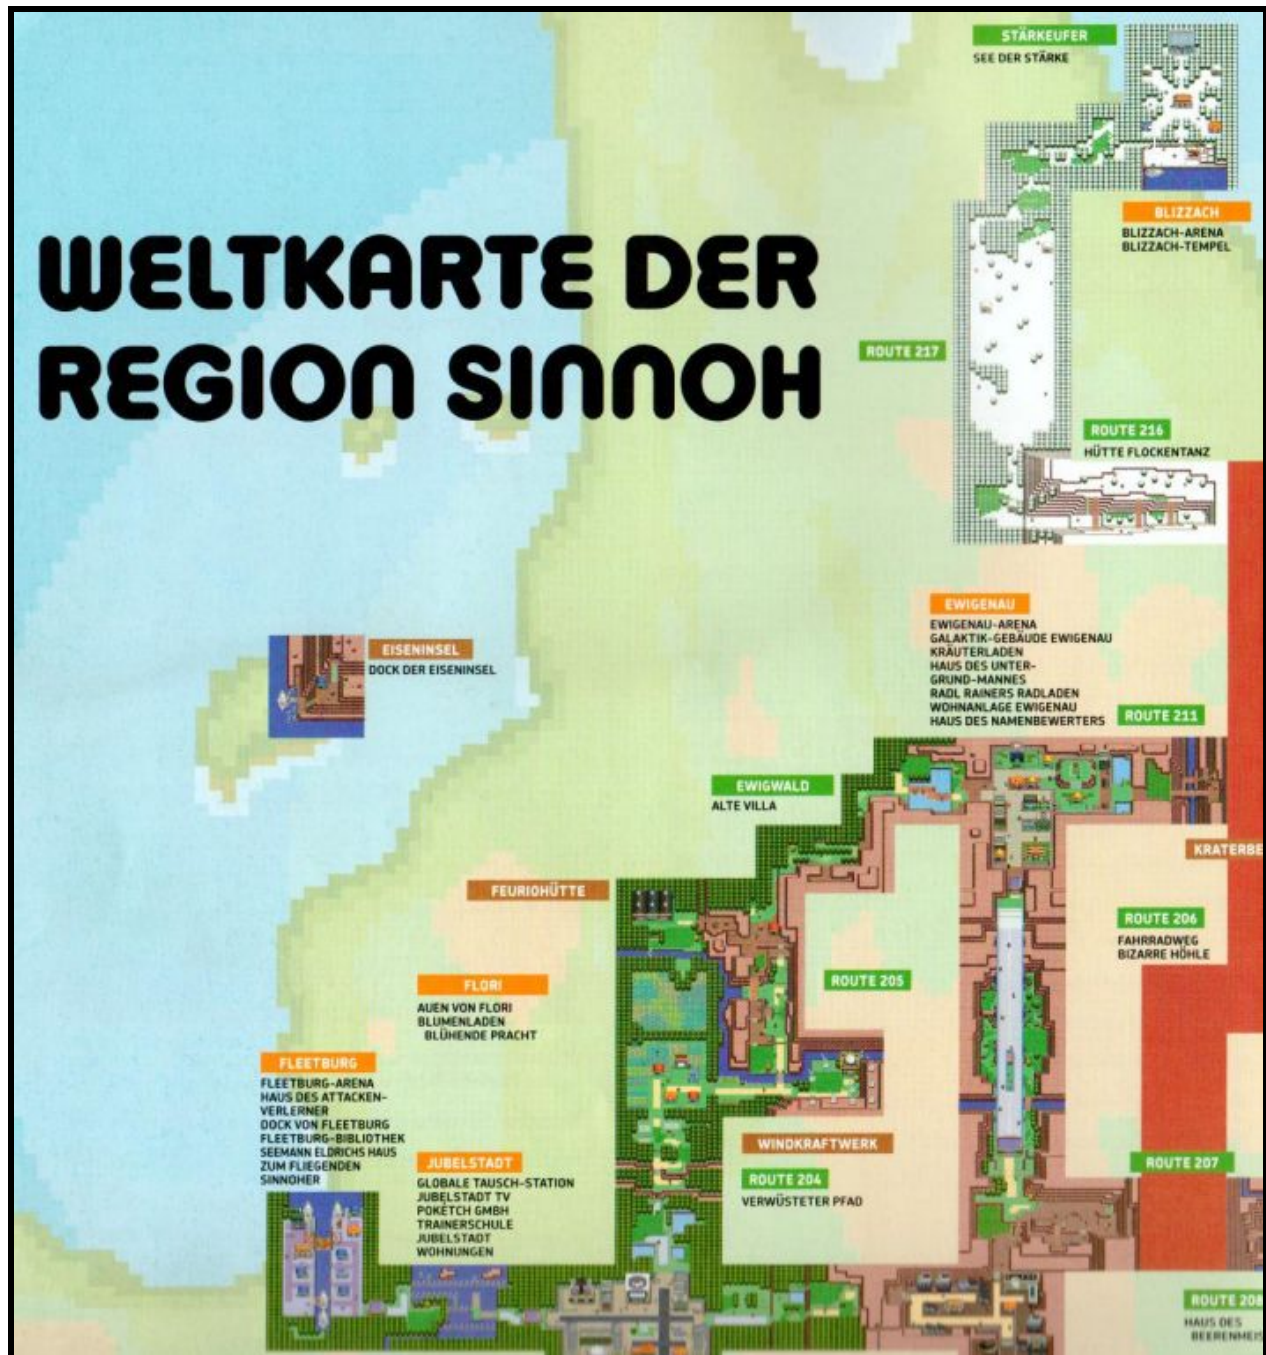 STÄRKEUFER
SEE DER STÄRKE
WELTKARTE DER
REGION SINNOH
BLIZZACH
BLIZZACH-ARENA
BLIZZACH-TEMPEL
ROUTE 217
ROUTE 216
HÜTTE FLOCKENTANZ
EWIGENAU
EWIGENAU-ARENA
GALAKTIK-GEBÄUDE EWIGENAU
KRÄUTERLADEN
HAUS DES UNTER-
GRUND-MANNES
RADL RAINERS RADLADEN
WOHNANLAGE EWIGENAU
HAUS DES NAMENBEWERTERS
ROUTE 211
EISENINSEL
DOCK DER EISENINSEL
EWIGWALD
ALTE VILLA
KRATERBE
FEURIOHÜTTE
ROUTE 206
FAHRRADWEG
BIZARRE HÖHLE
ROUTE 205
FLORI
AUEN VON FLORI
BLUMENLADEN
BLÜHENDE PRACHT
FLEETBURG
FLEETBURG-ARENA
HAUS DES ATTACKEN-
VERLERNER
DOCK VON FLEETBURG
FLEETBURG-BIBLIOTHEK
SEEMANN ELDRICHS HAUS
ZUM FLIEGENDEN
SINNOHER
JUBELSTADT
GLOBALE TAUSCH-STATION
JUBELSTADT TV
POKÉTCH GMBH
TRAINERSCHULE
JUBELSTADT
WOHNUNGEN
WINDKRAFTWERK
ROUTE 204
VERWÜSTETER PFAD
ROUTE 207
ROUTE 208
HAUS DES
BEERENMEIS